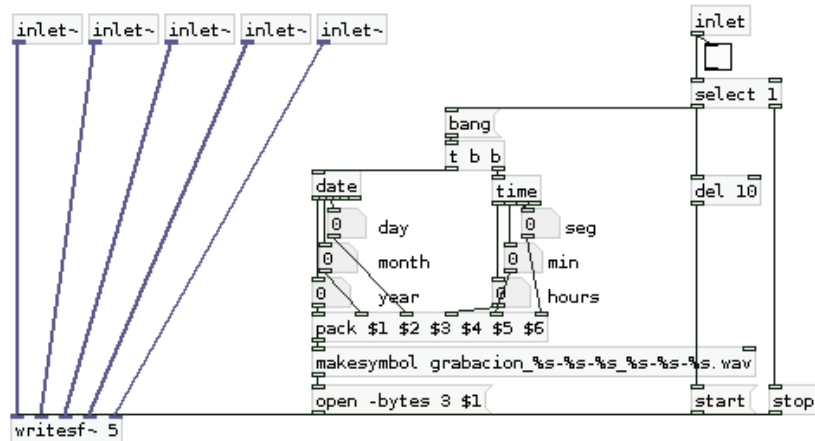 inlet~ inlet~ inlet~ inlet~ inlet~ inlet
select 1
bang
t b b
date time del 10
0 day 0 seg
0 month 0 min
0 year 0 hours
pack $1 $2 $3 $4 $5 $6
makesymbol grabacion_%s-%s-%s_%s-%s-%s.wav
open -bytes 3 $1 start stop
writesf~ 5